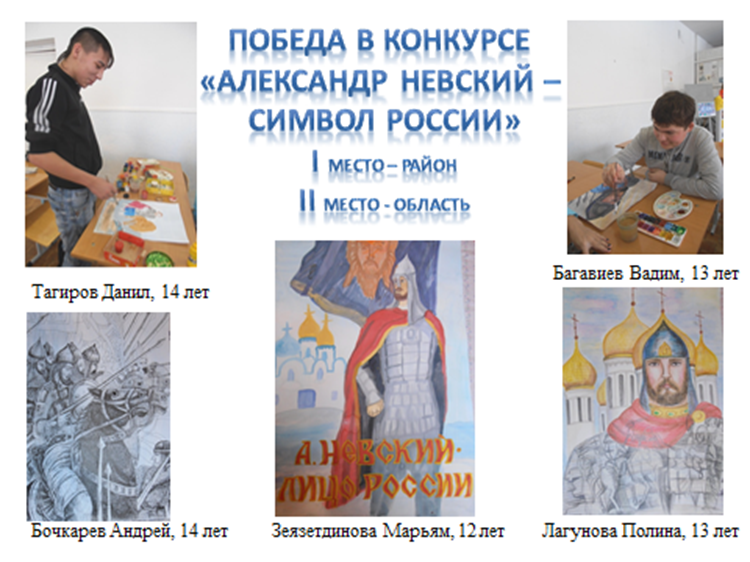 ПОБЕДА В КОНКУРСЕ
«АЛЕКСАНДР НЕВСКИЙ –
СИМВОЛ РОССИИ»
I МЕСТО – РАЙОН
II МЕСТО - ОБЛАСТЬ
Тагиров Данил, 14 лет
Багавиев Вадим, 13 лет
А.НЕВСКИЙ-
ЛИЦО РОССИИ
Бочкарев Андрей, 14 лет
Зеязетдинова Марьям, 12 лет
Лагунова Полина, 13 лет